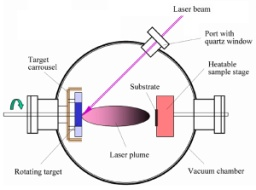 Laser beam
Port with
quartz window
Target
carrousel
Heatable
sample stage
Substrate
Laser plume
Rotating target
Vacuum chamber